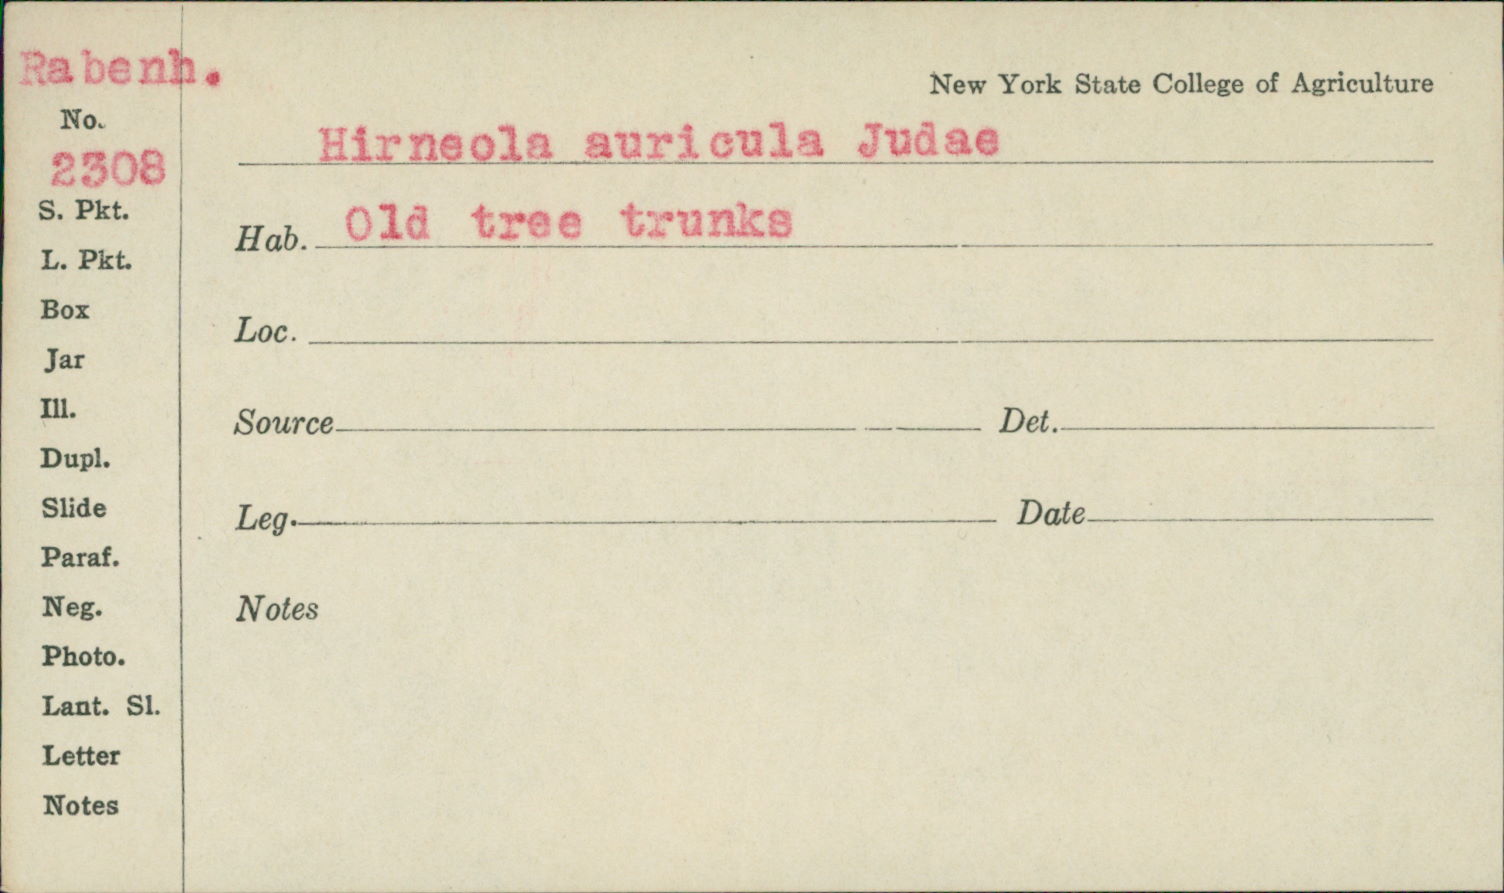 Rabenh.
New York State College of Agriculture
No.
2308
Hirneola auricula Judae
Hab. Old tree trunks
Loc.
Source Det.
Leg. Date
Notes
S. Pkt.
L. Pkt.
Box
Jar
Ill.
Dupl.
Slide
Paraf.
Neg.
Photo.
Lant. Sl.
Letter
Notes